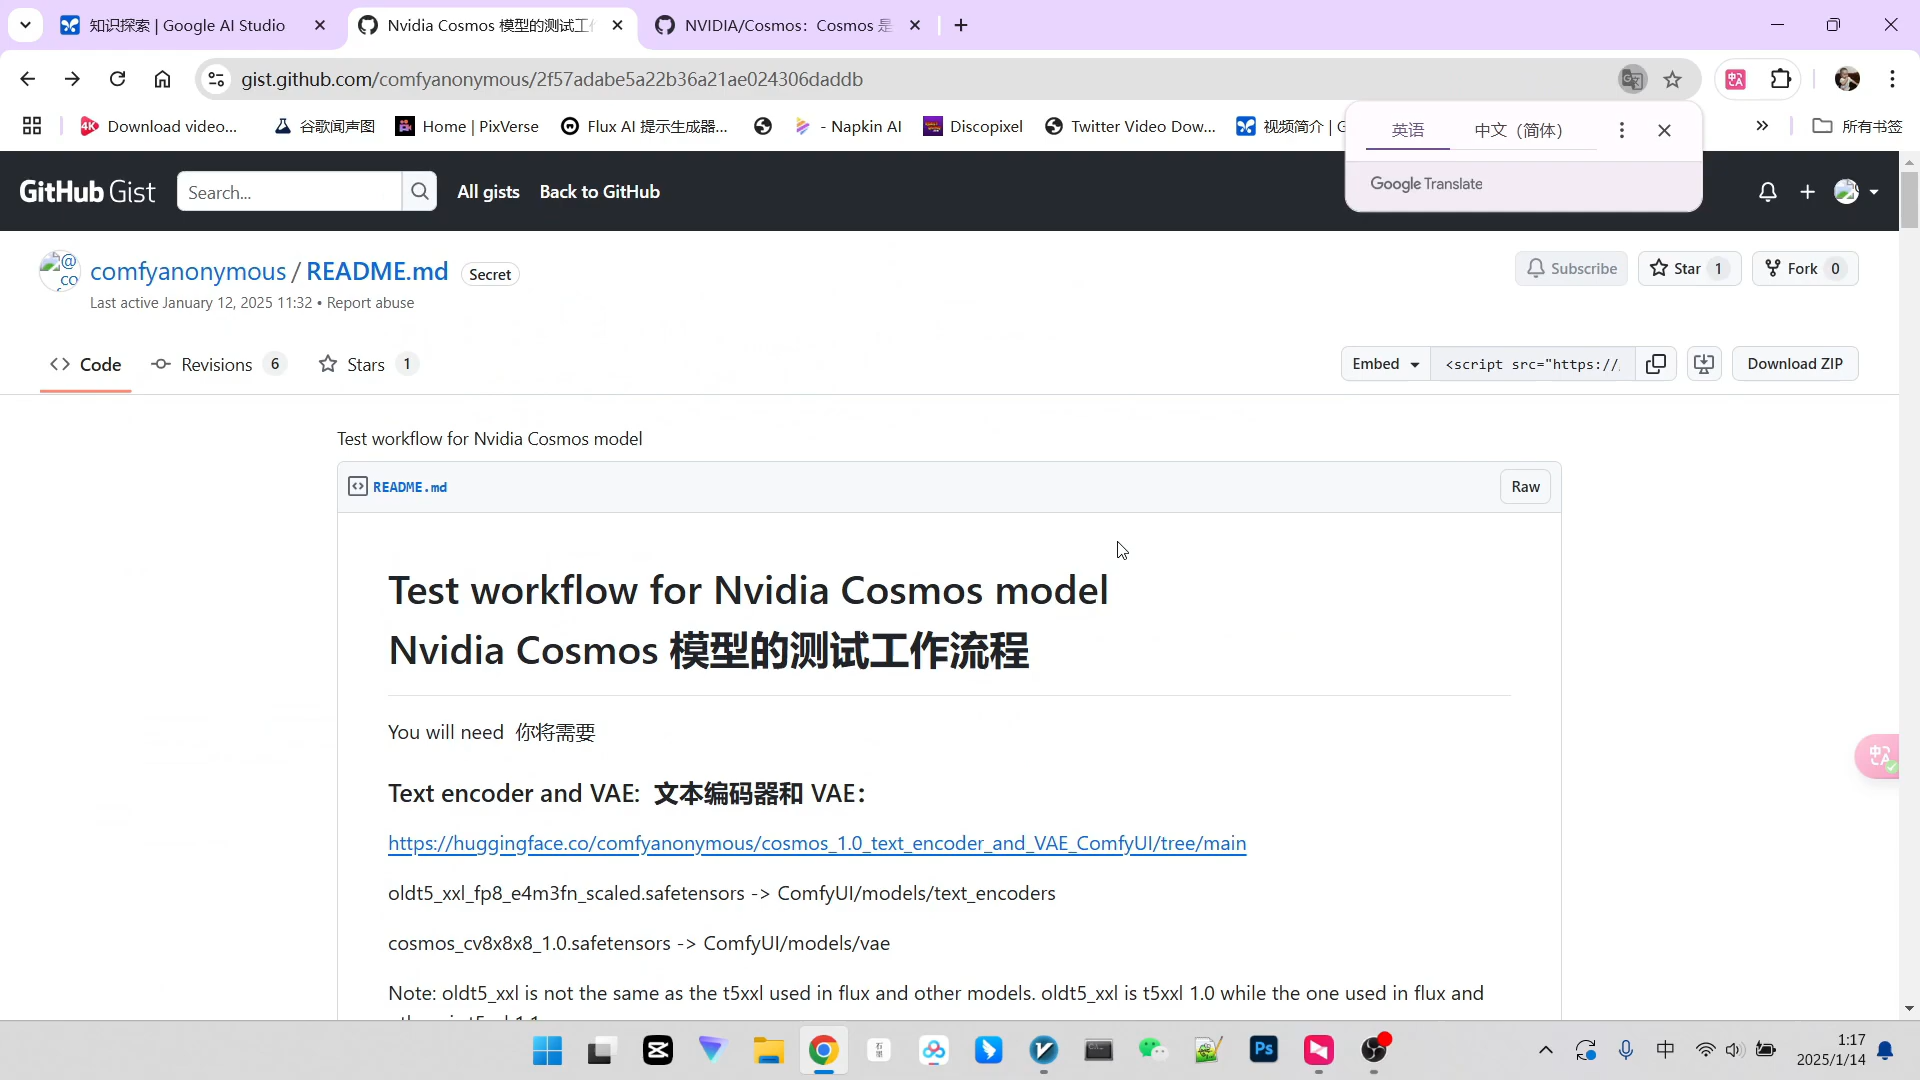 知识探索 | Google AI Studio
Nvidia Cosmos 模型的测试工
NVIDIA/Cosmos：Cosmos 是
gist.github.com/comfyanonymous/2f57adabe5a22b36a21ae024306daddb
4K Download video...
谷歌闻声图
Home | PixVerse
Flux AI 提示生成器...
- Napkin AI
Discopixel
Twitter Video Dow...
视频简介 | G
所有书签
英语
中文（简体）
Google Translate
GitHub Gist
Search...
All gists
Back to GitHub
@
co
comfyanonymous / README.md
Secret
Last active January 12, 2025 11:32 • Report abuse
Subscribe
Star 1
Fork 0
Code
Revisions 6
Stars 1
Embed
<script src="https://
Download ZIP
Test workflow for Nvidia Cosmos model
README.md
Raw
Test workflow for Nvidia Cosmos model
Nvidia Cosmos 模型的测试工作流程
You will need 你将需要
Text encoder and VAE: 文本编码器和 VAE：
https://huggingface.co/comfyanonymous/cosmos_1.0_text_encoder_and_VAE_ComfyUI/tree/main
oldt5_xxl_fp8_e4m3fn_scaled.safetensors -> ComfyUI/models/text_encoders
cosmos_cv8x8x8_1.0.safetensors -> ComfyUI/models/vae
Note: oldt5_xxl is not the same as the t5xxl used in flux and other models. oldt5_xxl is t5xxl 1.0 while the one used in flux and
石墨
Ps
中
1:17
2025/1/14